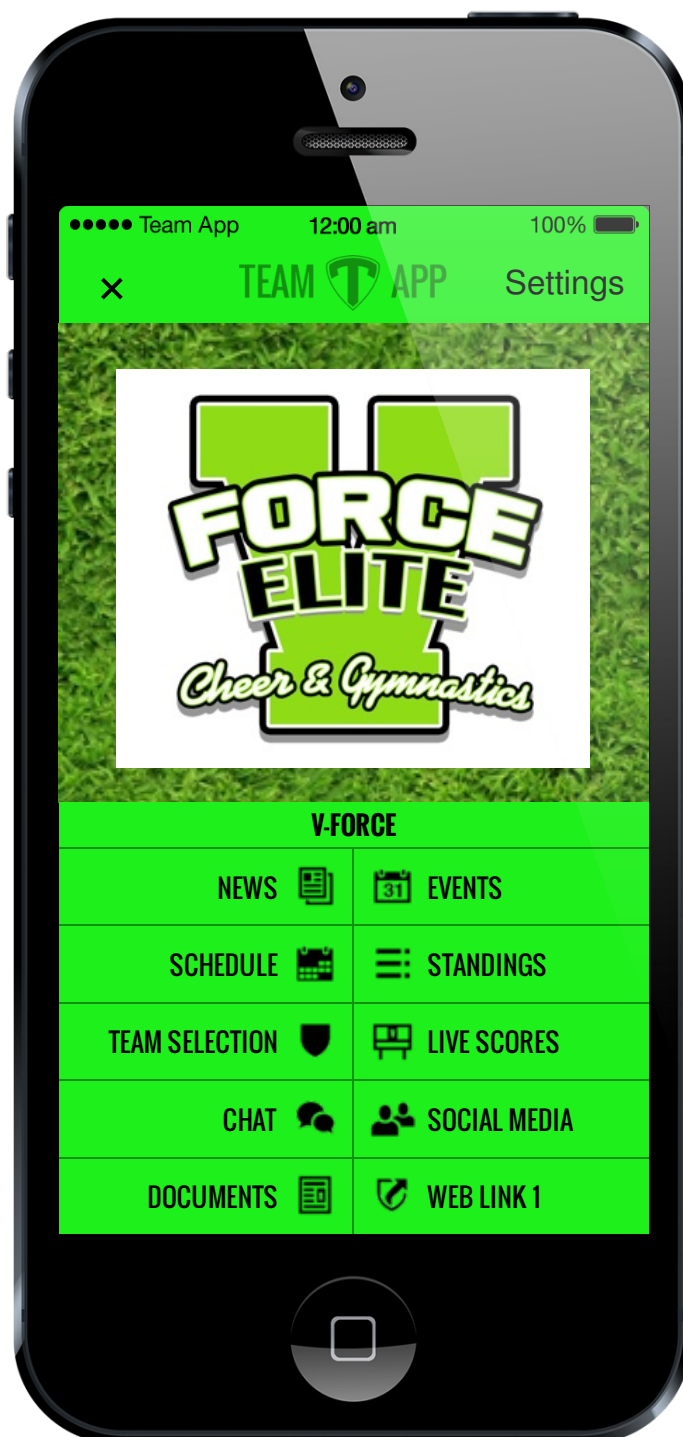 Team App 12:00 am 100%
× TEAM T APP Settings
V
FORCE
ELITE
Cheer & Gymnastics
V-FORCE
NEWS 31 EVENTS
SCHEDULE STANDINGS
TEAM SELECTION LIVE SCORES
CHAT SOCIAL MEDIA
DOCUMENTS WEB LINK 1